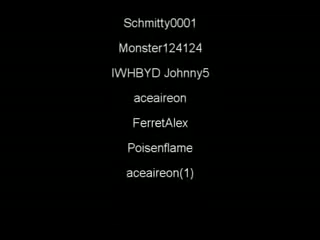 Schmitty0001
Monster124124
IWHBYD Johnny5
aceaireon
FerretAlex
Poisenflame
aceaireon(1)